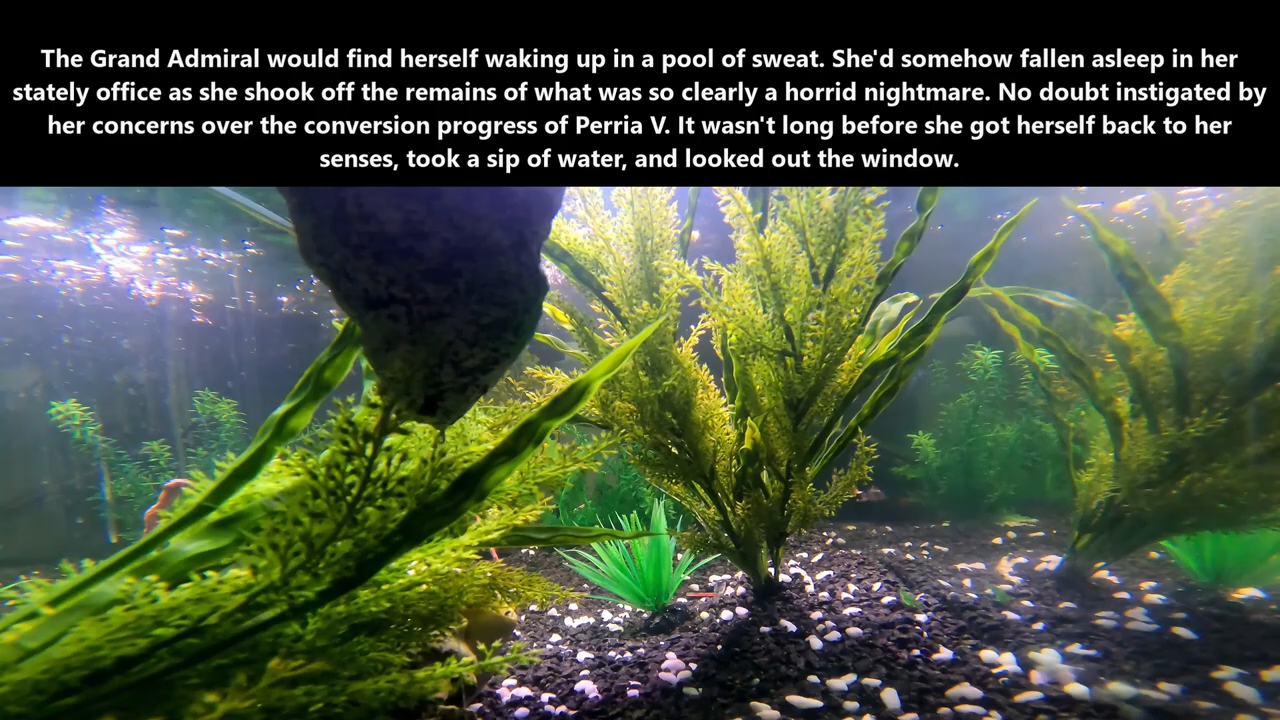 The Grand Admiral would find herself waking up in a pool of sweat. She'd somehow fallen asleep in her
stately office as she shook off the remains of what was so clearly a horrid nightmare. No doubt instigated by
her concerns over the conversion progress of Perria V. It wasn't long before she got herself back to her
senses, took a sip of water, and looked out the window.